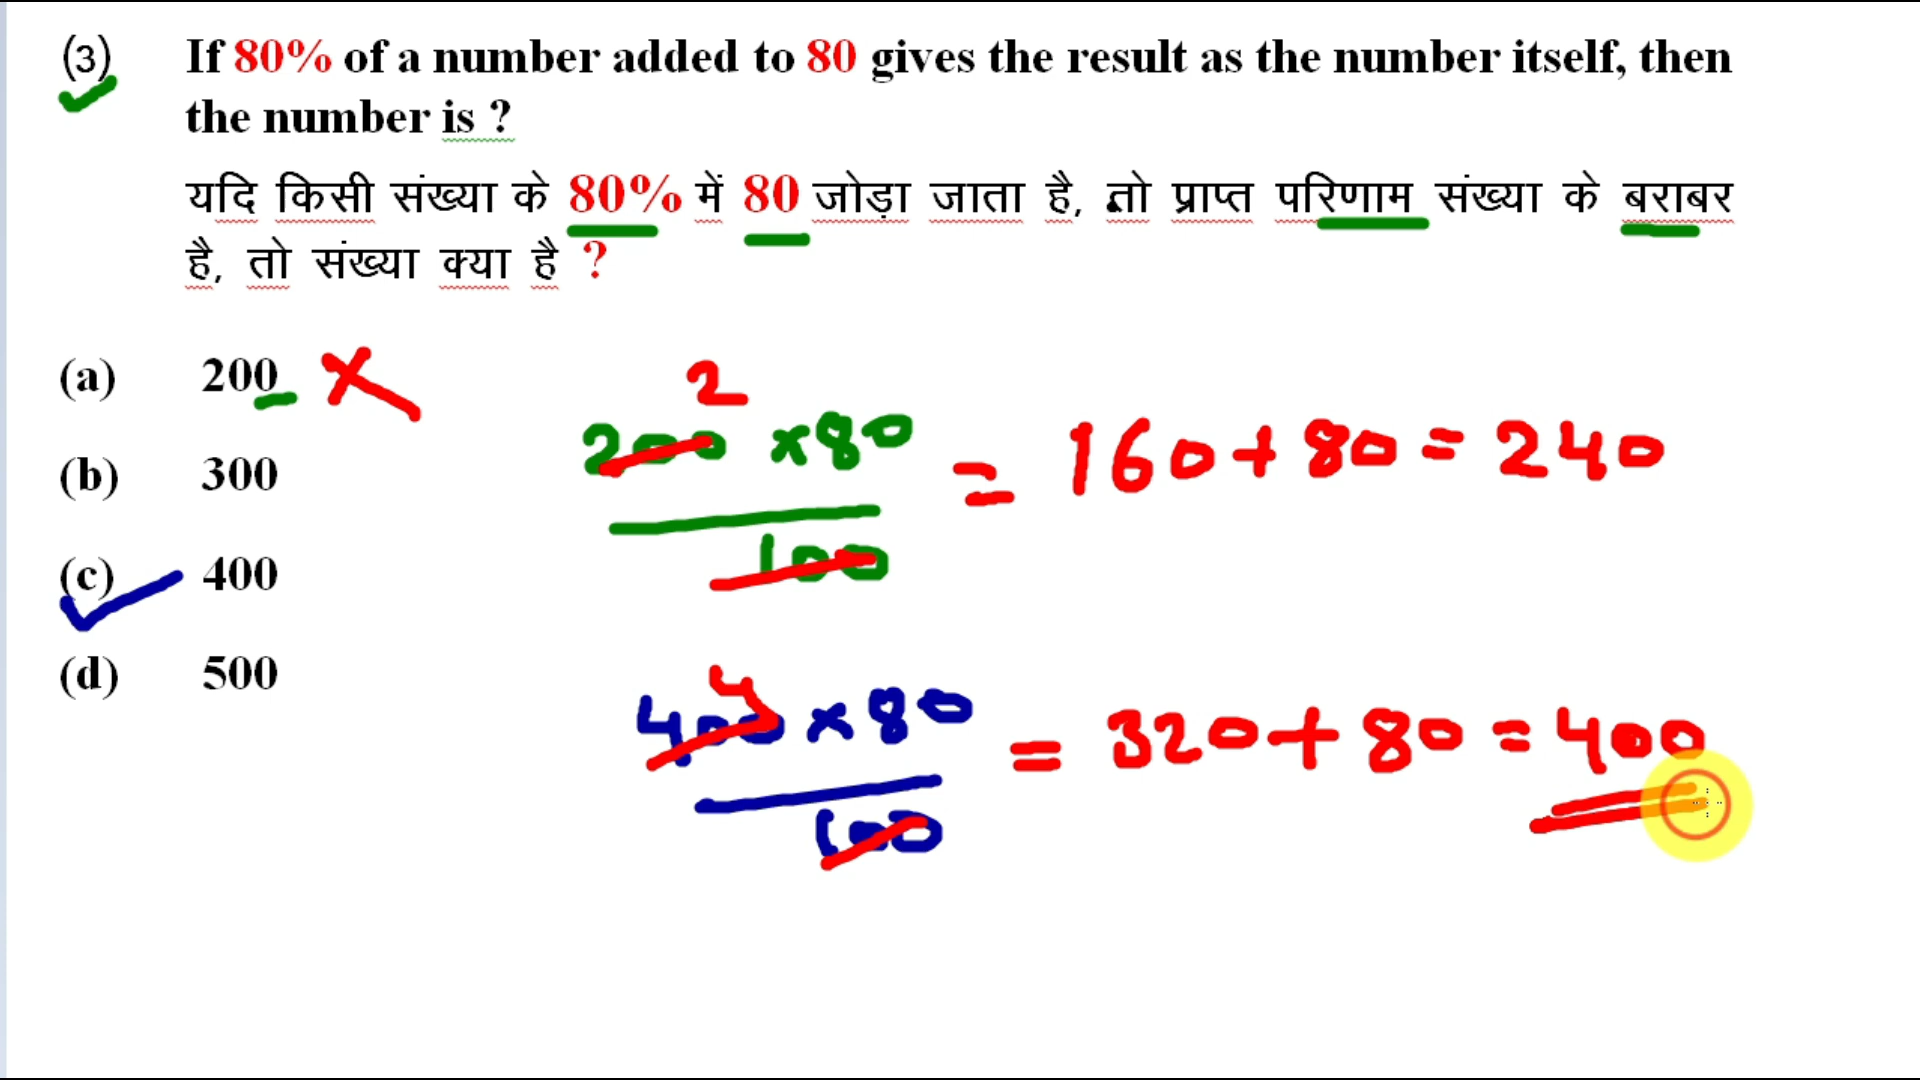 (3) If 80% of a number added to 80 gives the result as the number itself, then
the number is ?
यदि किसी संख्या के 80% में 80 जोड़ा जाता है, तो प्राप्त परिणाम संख्या के बराबर
है, तो संख्या क्या है ?
(a) 200
(b) 300
(c) 400
(d) 500
2
200 × 80 = 160 + 80 = 240
100
4
400 × 80 = 320 + 80 = 400
100